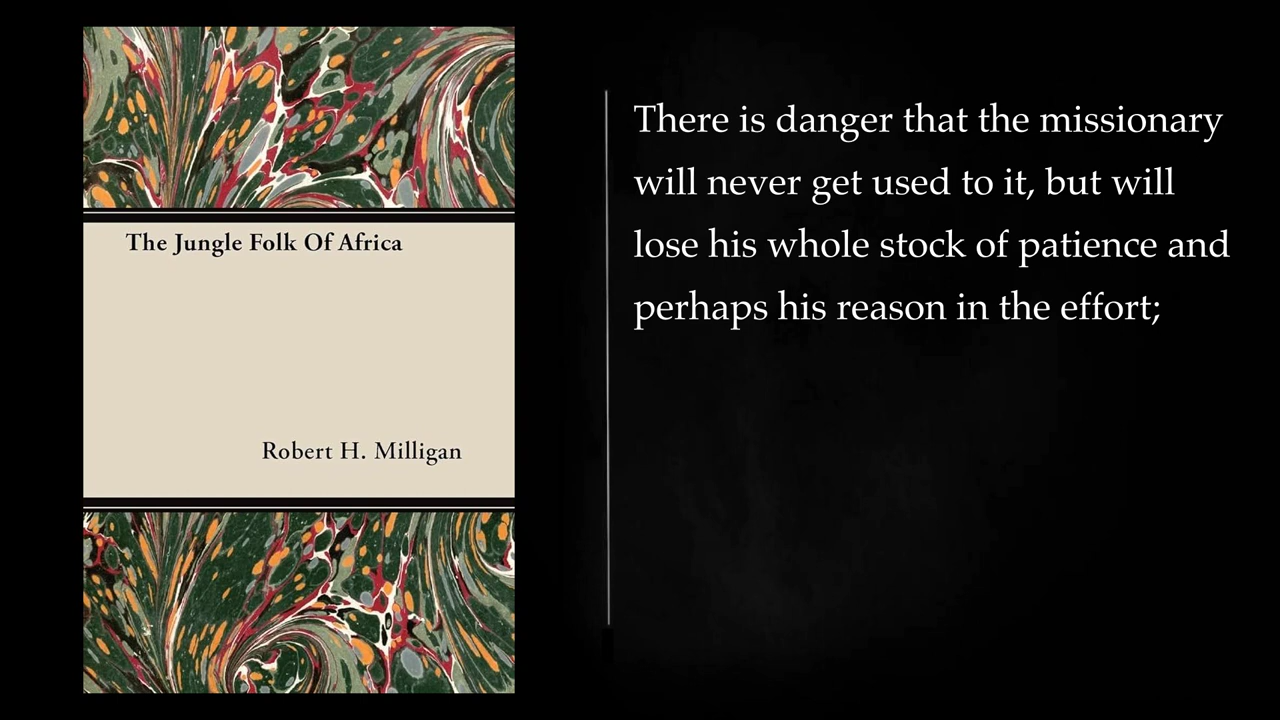 The Jungle Folk Of Africa
Robert H. Milligan
There is danger that the missionary
will never get used to it, but will
lose his whole stock of patience and
perhaps his reason in the effort;